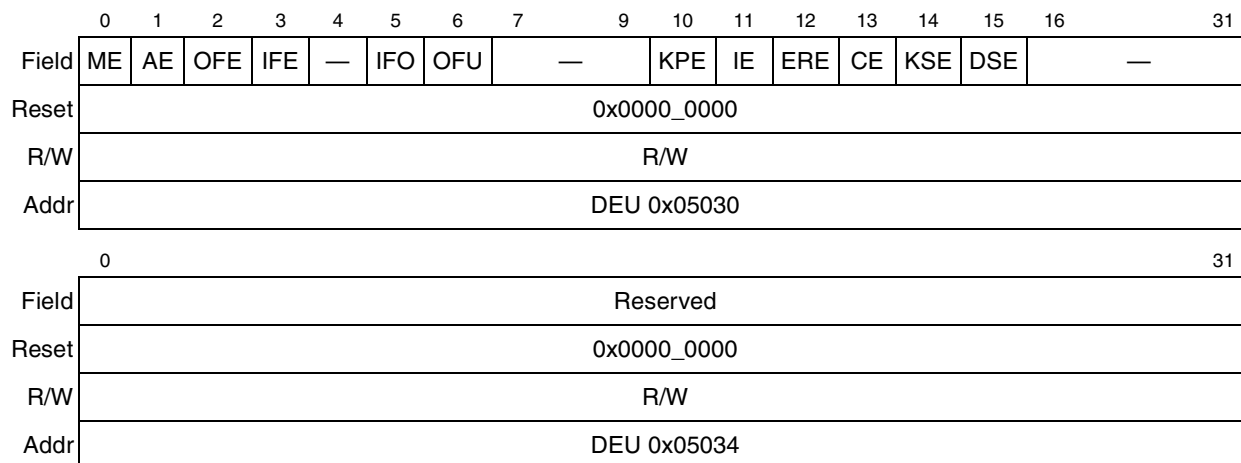 0 1 2 3 4 5 6 7 9 10 11 12 13 14 15 16 31
Field ME AE OFE IFE — IFO OFU — KPE IE ERE CE KSE DSE —
Reset 0x0000_0000
R/W R/W
Addr DEU 0x05030
0 31
Field Reserved
Reset 0x0000_0000
R/W R/W
Addr DEU 0x05034